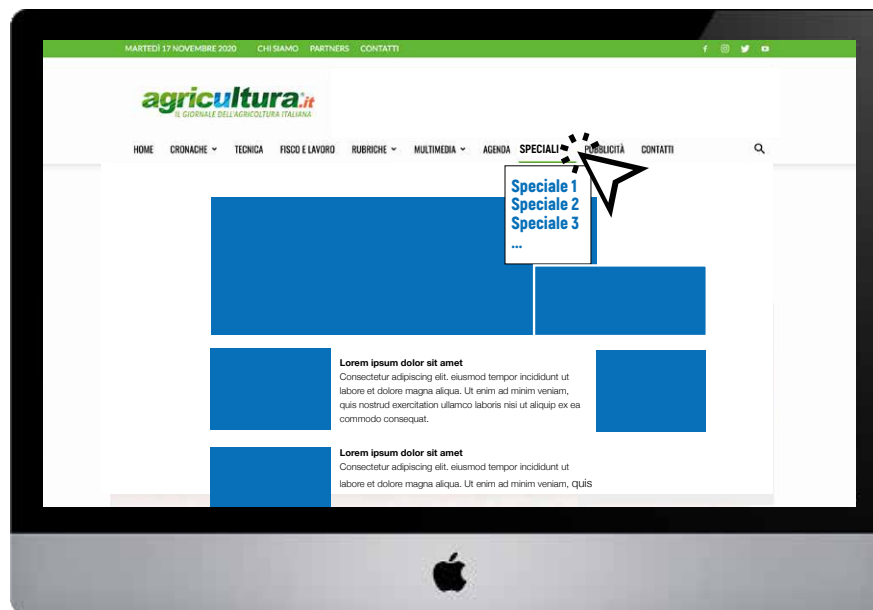 MARTEDÌ 17 NOVEMBRE 2020 CHI SIAMO PARTNERS CONTATTI
agricultura.it
IL GIORNALE DELL'AGRICOLTURA ITALIANA
HOME CRONACHE TECNICA FISCO E LAVORO RUBRICHE MULTIMEDIA AGENDA SPECIALI PUBBLICITÀ CONTATTI
Speciale 1
Speciale 2
Speciale 3
...
Lorem ipsum dolor sit amet
Consectetur adipiscing elit. eiusmod tempor incididunt ut
labore et dolore magna aliqua. Ut enim ad minim veniam,
quis nostrud exercitation ullamco laboris nisi ut aliquip ex ea
commodo consequat.
Lorem ipsum dolor sit amet
Consectetur adipiscing elit. eiusmod tempor incididunt ut
labore et dolore magna aliqua. Ut enim ad minim veniam, quis